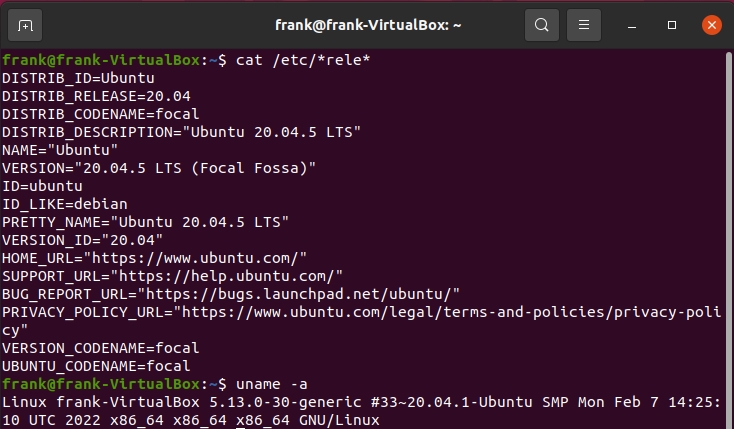 frank@frank-VirtualBox: ~
frank@frank-VirtualBox:~$ cat /etc/*rele*
DISTRIB_ID=Ubuntu
DISTRIB_RELEASE=20.04
DISTRIB_CODENAME=focal
DISTRIB_DESCRIPTION="Ubuntu 20.04.5 LTS"
NAME="Ubuntu"
VERSION="20.04.5 LTS (Focal Fossa)"
ID=ubuntu
ID_LIKE=debian
PRETTY_NAME="Ubuntu 20.04.5 LTS"
VERSION_ID="20.04"
HOME_URL="https://www.ubuntu.com/"
SUPPORT_URL="https://help.ubuntu.com/"
BUG_REPORT_URL="https://bugs.launchpad.net/ubuntu/"
PRIVACY_POLICY_URL="https://www.ubuntu.com/legal/terms-and-policies/privacy-poli
cy"
VERSION_CODENAME=focal
UBUNTU_CODENAME=focal
frank@frank-VirtualBox:~$ uname -a
Linux frank-VirtualBox 5.13.0-30-generic #33~20.04.1-Ubuntu SMP Mon Feb 7 14:25:
10 UTC 2022 x86_64 x86_64 x86_64 GNU/Linux